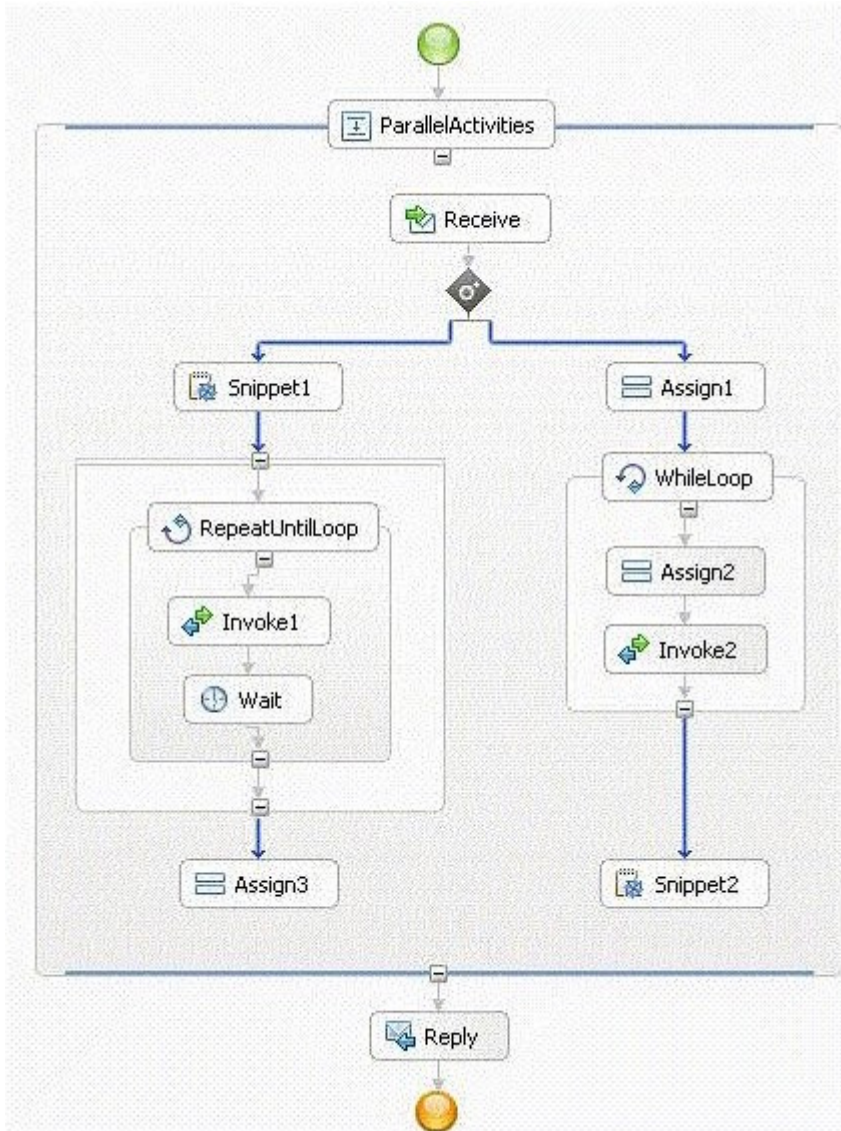 ParallelActivities
Receive
Snippet1
Assign1
WhileLoop
RepeatUntilLoop
Assign2
Invoke1
Invoke2
Wait
Assign3
Snippet2
Reply